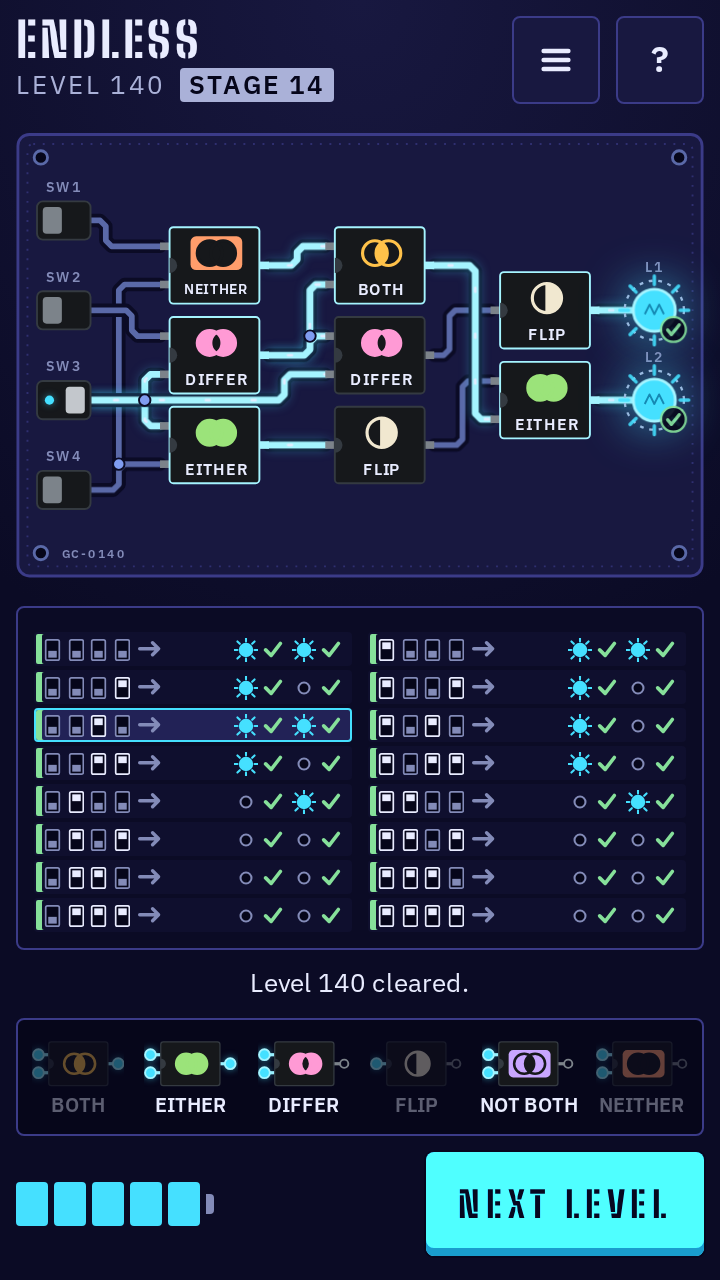 ENDLESS
LEVEL 140 STAGE 14
?
SW1
SW2
SW3
SW4
NEITHER
DIFFER
EITHER
BOTH
DIFFER
FLIP
FLIP
EITHER
L1
L2
GC-0140
Level 140 cleared.
BOTH EITHER DIFFER FLIP NOT BOTH NEITHER
NEXT LEVEL